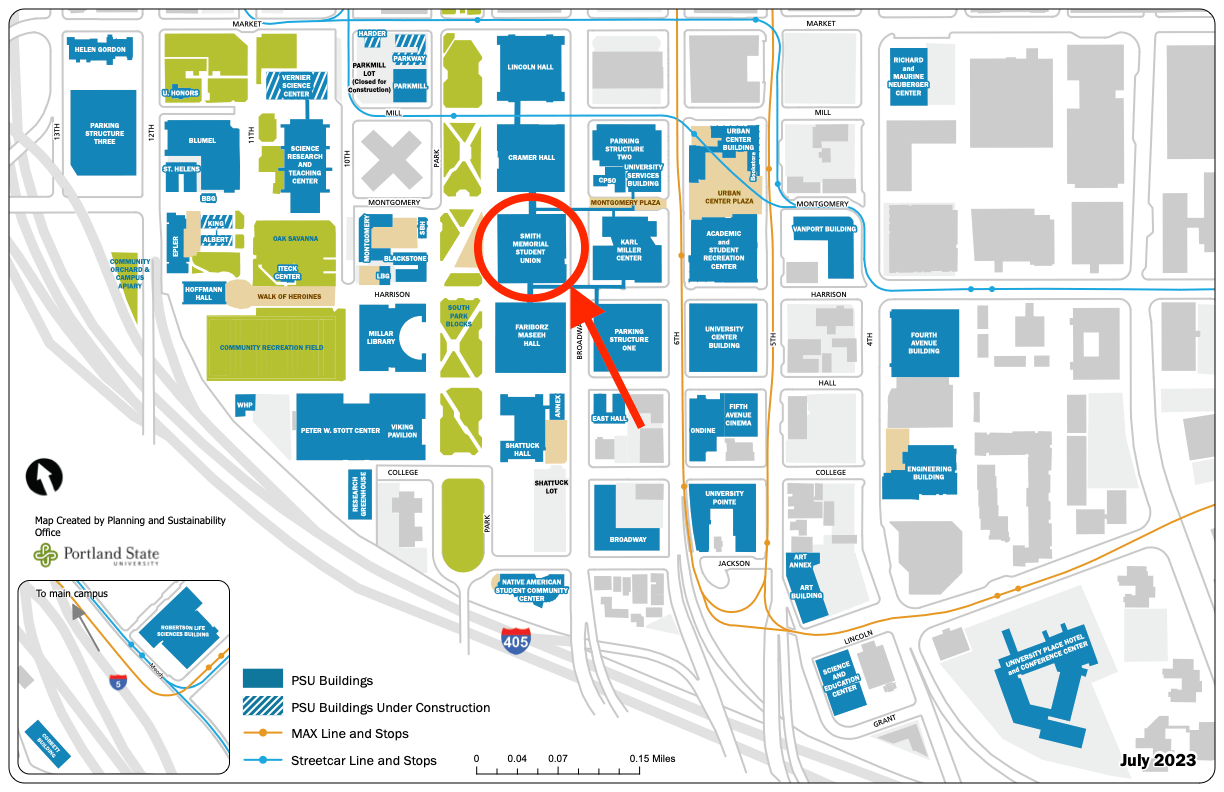 MARKET
MARKET
HELEN GORDON
HARDER
PARKWAY
PARKMILL
LOT
(Closed for
Construction)
PARKMILL
LINCOLN HALL
RICHARD
and
MAURINE
NEUBERGER
CENTER
VERNIER
SCIENCE
CENTER
U. HONORS
PARKING
STRUCTURE
THREE
13TH
12TH
11TH
10TH
PARK
MILL
MILL
BLUMEL
ST. HELENS
BBG
SCIENCE
RESEARCH
AND
TEACHING
CENTER
CRAMER HALL
PARKING
STRUCTURE
TWO
CPSO
UNIVERSITY
SERVICES
BUILDING
URBAN
CENTER
BUILDING
Bookstore
URBAN
CENTER PLAZA
MONTGOMERY
MONTGOMERY PLAZA
MONTGOMERY
EPLER
KING
ALBERT
OAK SAVANNA
ITECK
CENTER
MONTGOMERY
SBH
BLACKSTONE
LBG
SMITH
MEMORIAL
STUDENT
UNION
KARL
MILLER
CENTER
ACADEMIC
and
STUDENT
RECREATION
CENTER
VANPORT BUILDING
COMMUNITY
ORCHARD &
CAMPUS
APIARY
HOFFMANN
HALL
WALK OF HEROINES
HARRISON
HARRISON
COMMUNITY RECREATION FIELD
MILLAR
LIBRARY
SOUTH
PARK
BLOCKS
FARIBORZ
MASEEH
HALL
BROADWAY
PARKING
STRUCTURE
ONE
6TH
UNIVERSITY
CENTER
BUILDING
5TH
4TH
FOURTH
AVENUE
BUILDING
HALL
WHP
PETER W. STOTT CENTER
VIKING
PAVILION
SHATTUCK
HALL
ANNEX
EAST HALL
ONDINE
FIFTH
AVENUE
CINEMA
ENGINEERING
BUILDING
COLLEGE
COLLEGE
RESEARCH
GREENHOUSE
PARK
SHATTUCK
LOT
BROADWAY
UNIVERSITY
POINTE
JACKSON
ART
ANNEX
ART
BUILDING
NATIVE AMERICAN
STUDENT COMMUNITY
CENTER
405
LINCOLN
SCIENCE
AND
EDUCATION
CENTER
GRANT
UNIVERSITY PLACE HOTEL
and CONFERENCE CENTER
Map Created by Planning and Sustainability
Office
Portland State
UNIVERSITY
To main campus
ROBERTSON LIFE
SCIENCES BUILDING
Moody
5
CORBETT
BUILDING
PSU Buildings
PSU Buildings Under Construction
MAX Line and Stops
Streetcar Line and Stops
0 0.04 0.07 0.15 Miles
July 2023